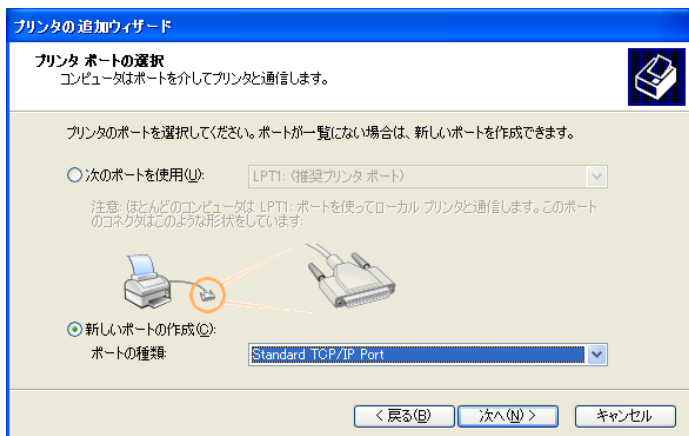 プリンタの追加ウィザード
プリンタ ポートの選択
コンピュータはポートを介してプリンタと通信します。
プリンタのポートを選択してください。ポートが一覧にない場合は、新しいポートを作成できます。
次のポートを使用(U):
LPT1: (推奨プリンタ ポート)
注意: ほとんどのコンピュータは LPT1: ポートを使ってローカル プリンタと通信します。このポート
のコネクタはこのような形状をしています:
新しいポートの作成(C):
ポートの種類:
Standard TCP/IP Port
< 戻る(B)
次へ(N) >
キャンセル